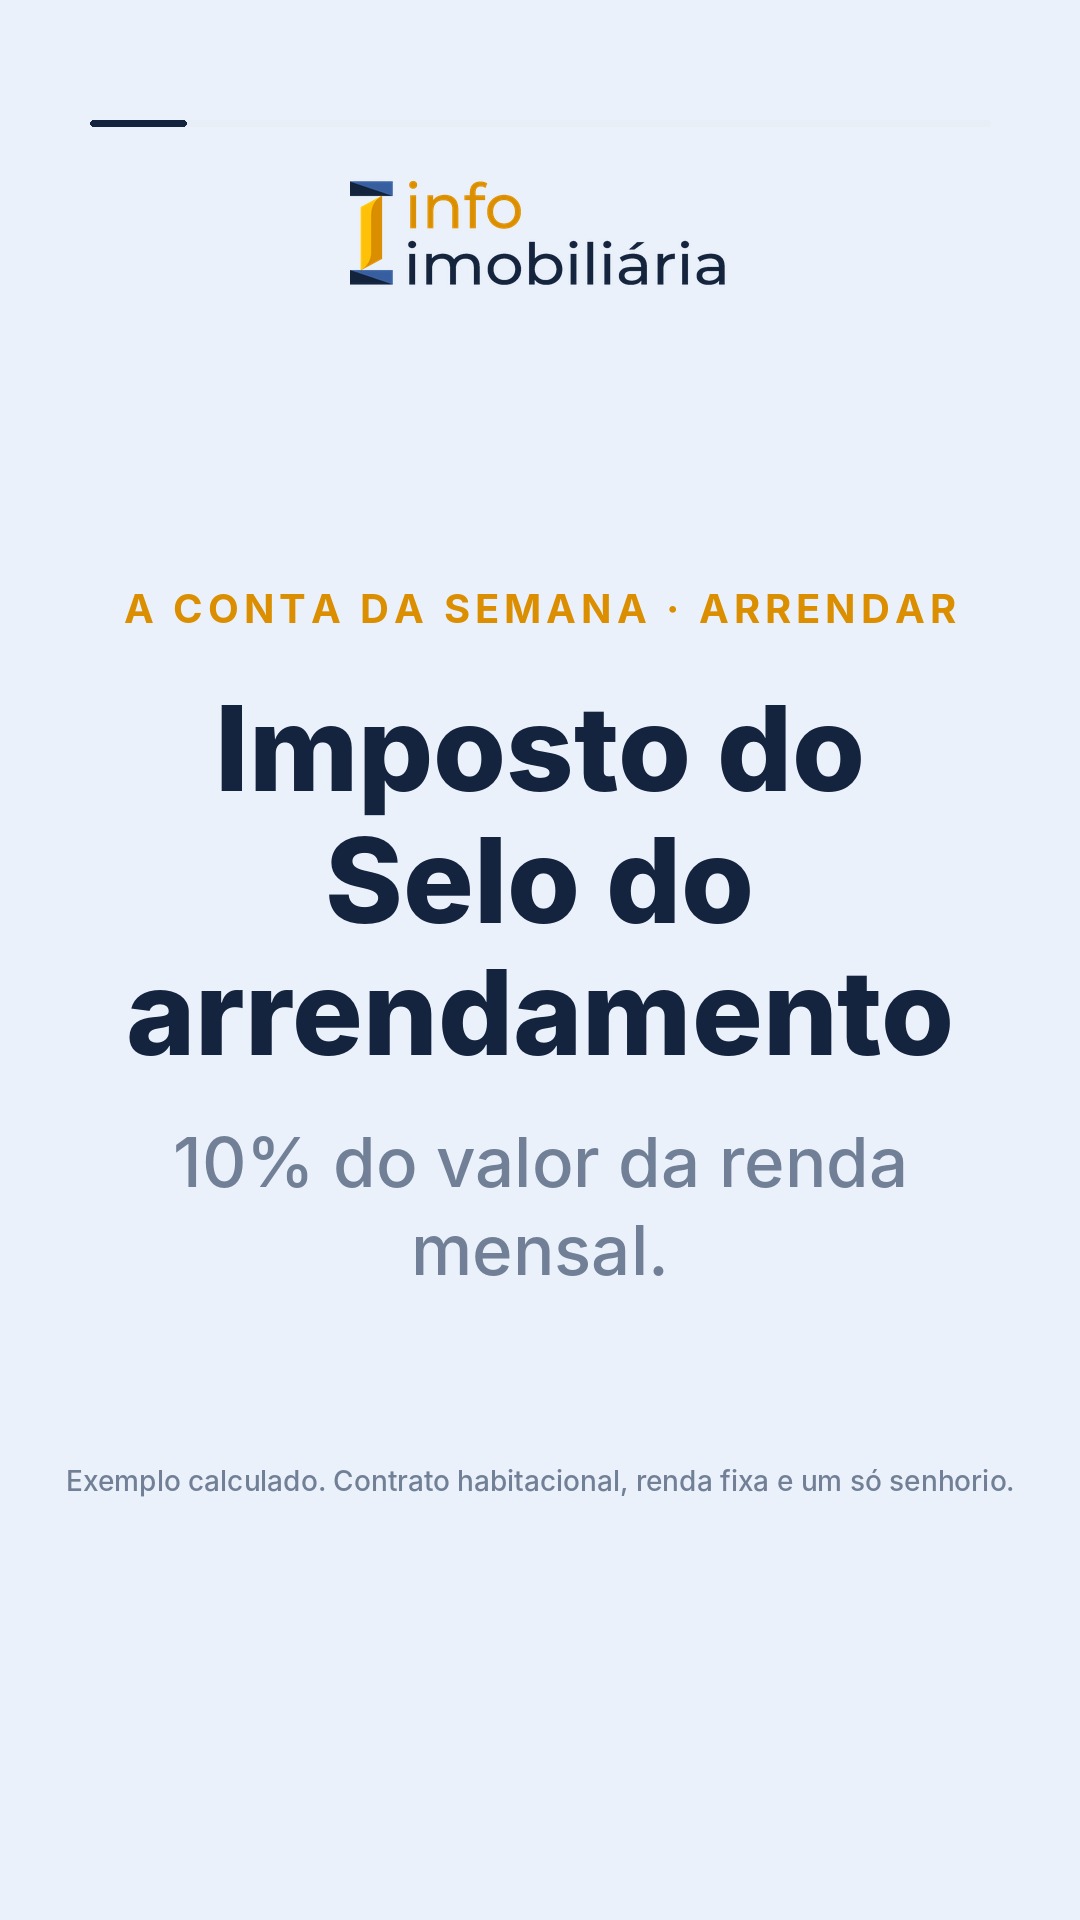 info
imobiliária
A CONTA DA SEMANA · ARRENDAR
Imposto do
Selo do
arrendamento
10% do valor da renda
mensal.
Exemplo calculado. Contrato habitacional, renda fixa e um só senhorio.